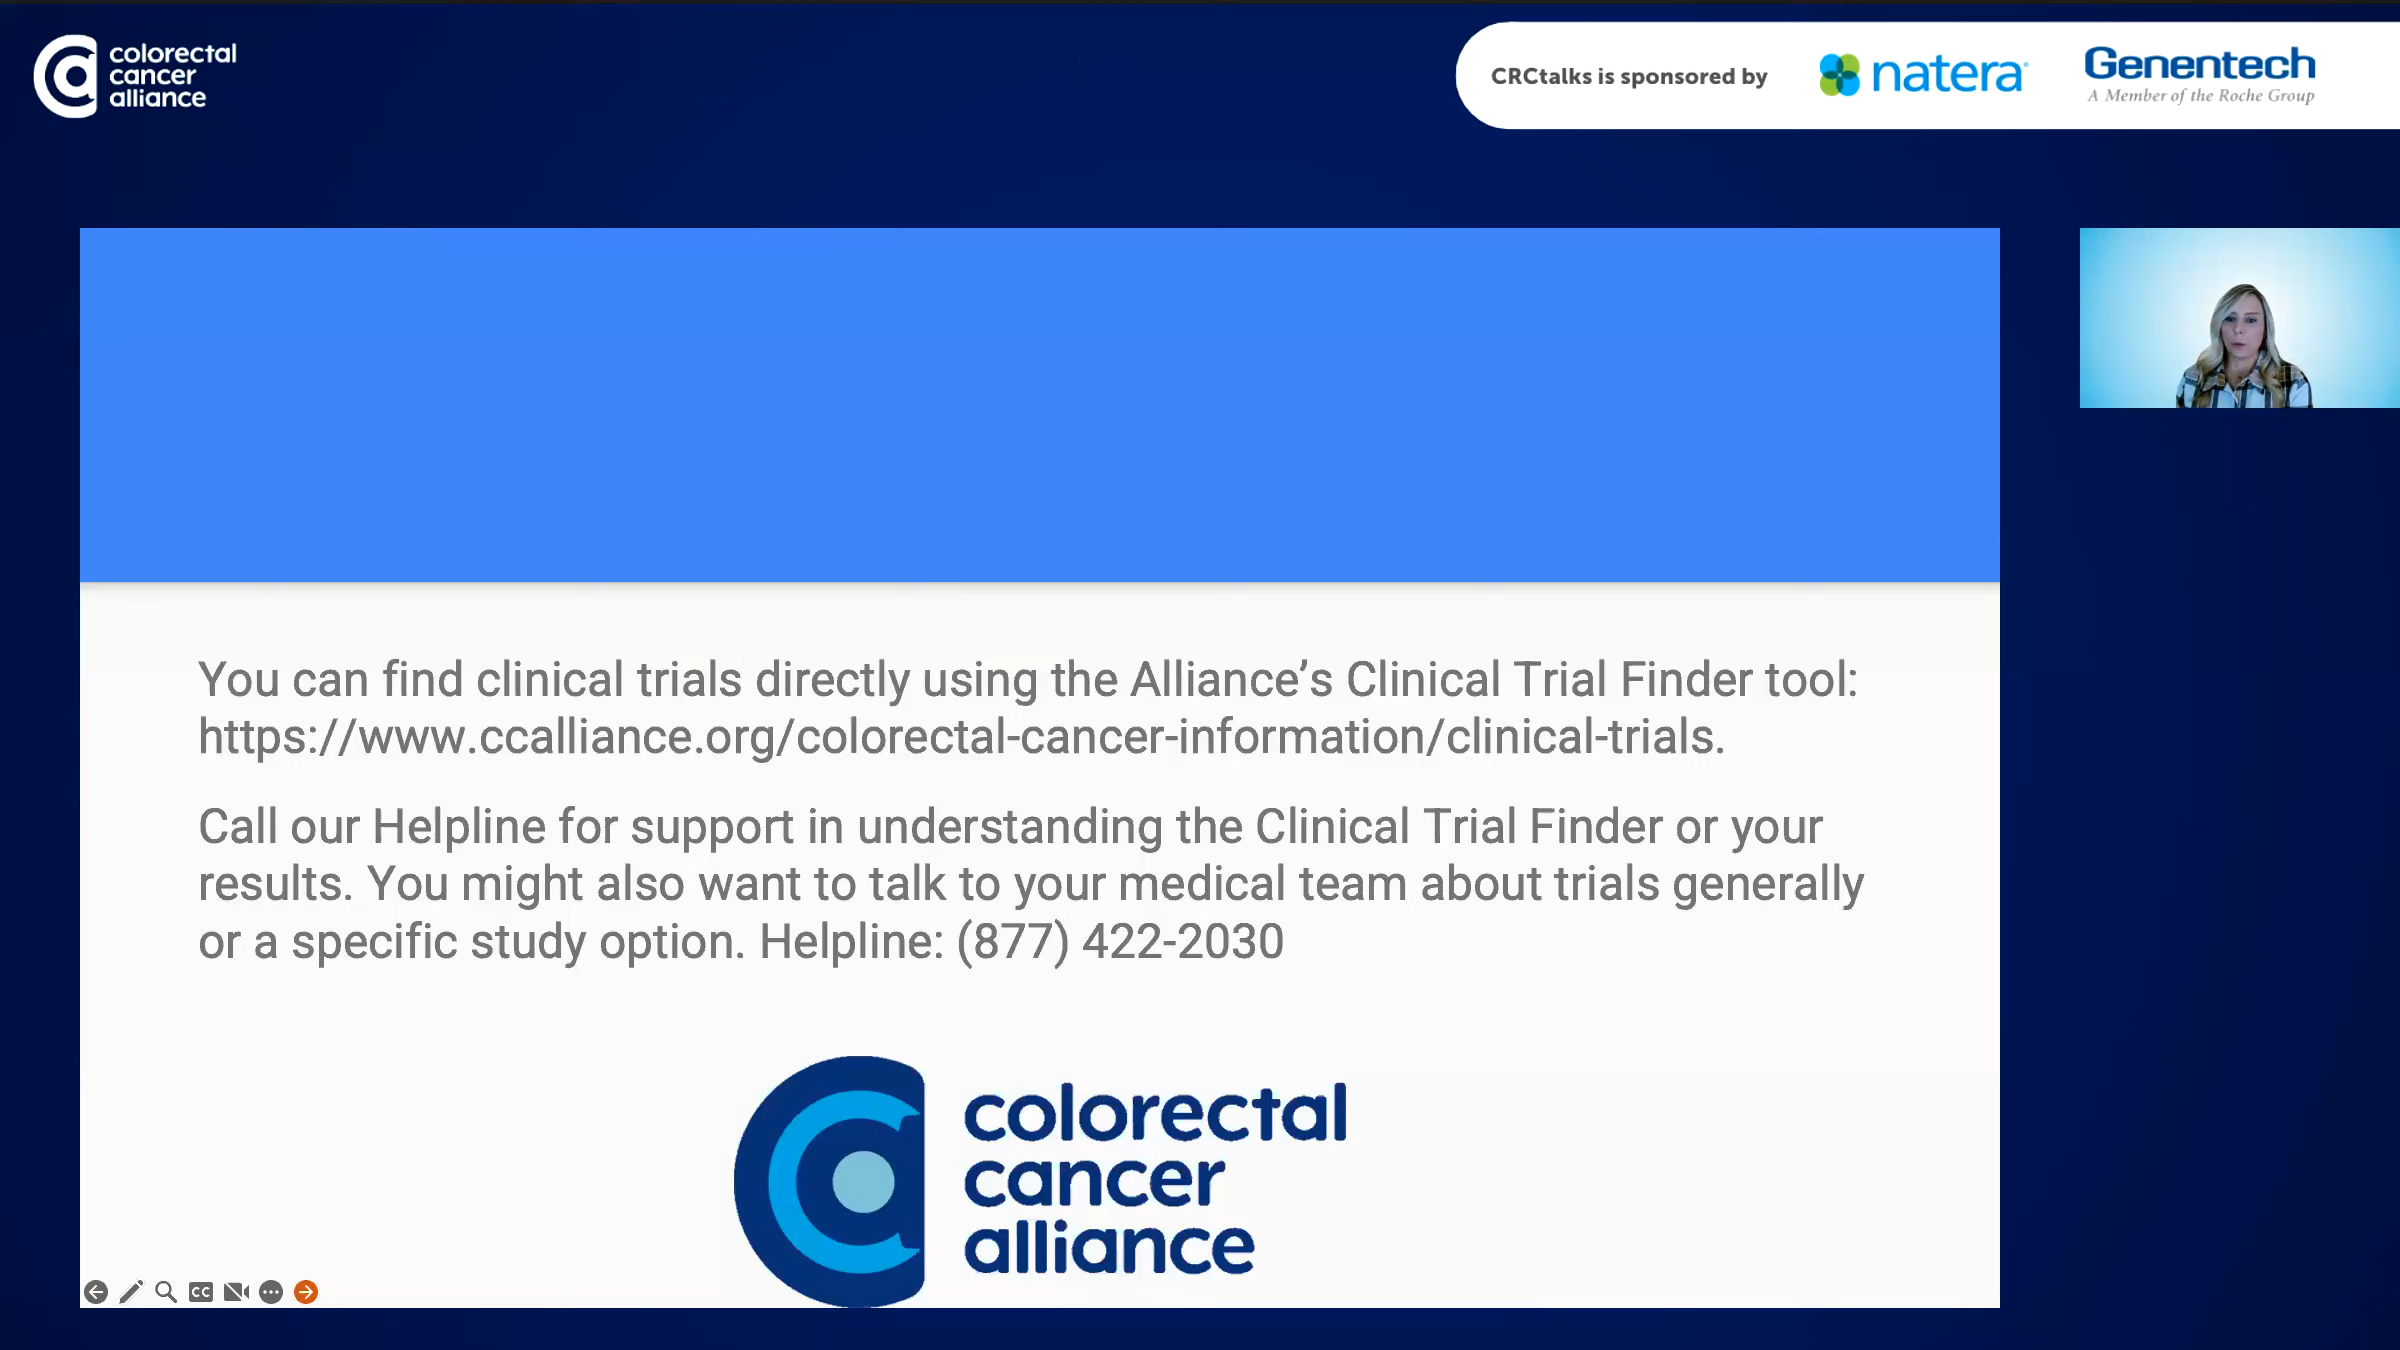 colorectal
cancer
alliance
CRCtalks is sponsored by
natera
Genentech
A Member of the Roche Group
You can find clinical trials directly using the Alliance’s Clinical Trial Finder tool:
https://www.ccalliance.org/colorectal-cancer-information/clinical-trials.
Call our Helpline for support in understanding the Clinical Trial Finder or your
results. You might also want to talk to your medical team about trials generally
or a specific study option. Helpline: (877) 422-2030
colorectal
cancer
alliance
CC